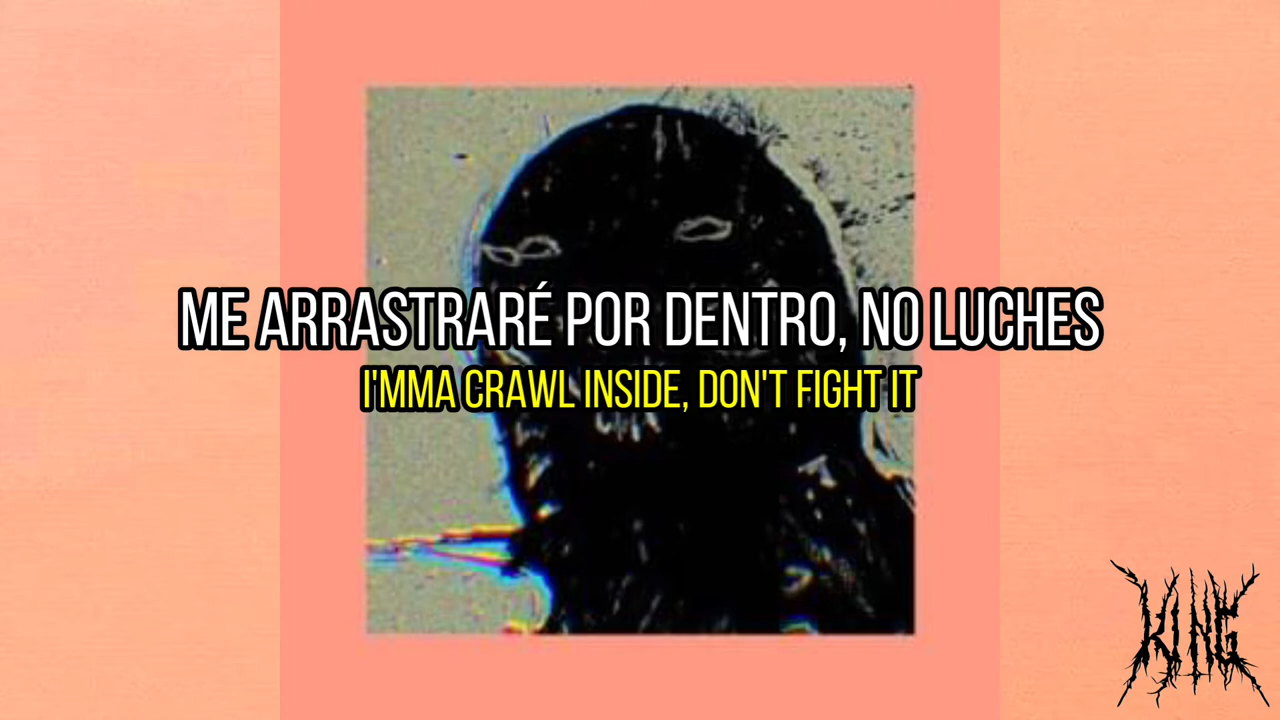 ME ARRASTRARÉ POR DENTRO, NO LUCHES
I'MMA CRAWL INSIDE, DON'T FIGHT IT
KING